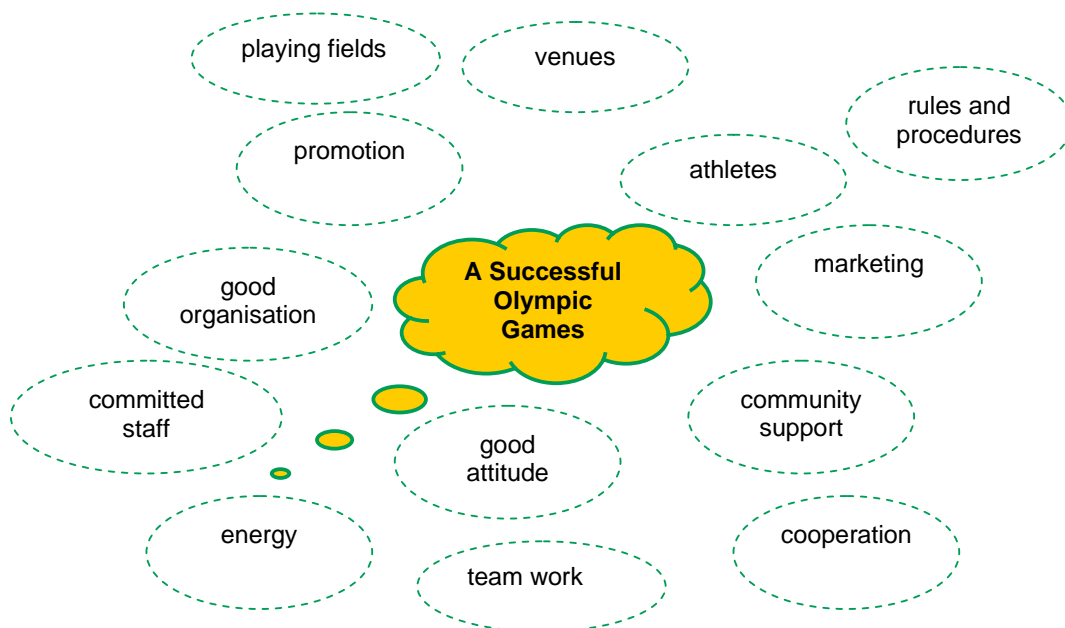 playing fields
venues
rules and
procedures
promotion
athletes
A Successful
Olympic
Games
marketing
good
organisation
committed
staff
community
support
good
attitude
energy
cooperation
team work